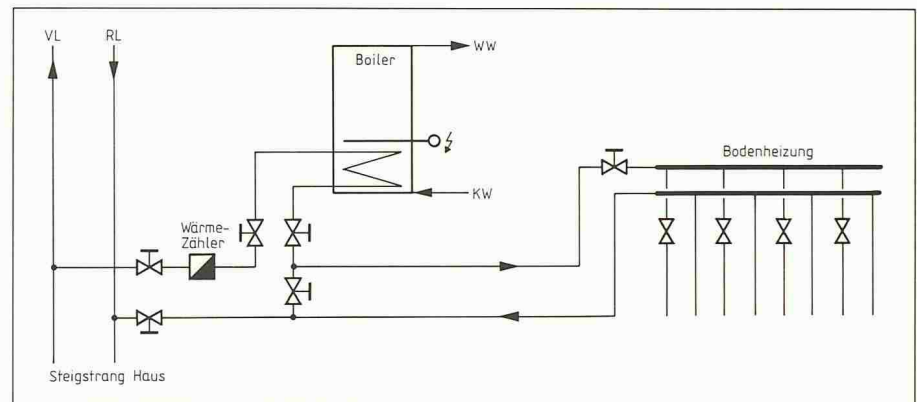 VL
RL
WW
Boiler
Bodenheizung
KW
Wärme-
Zähler
Steigstrang Haus